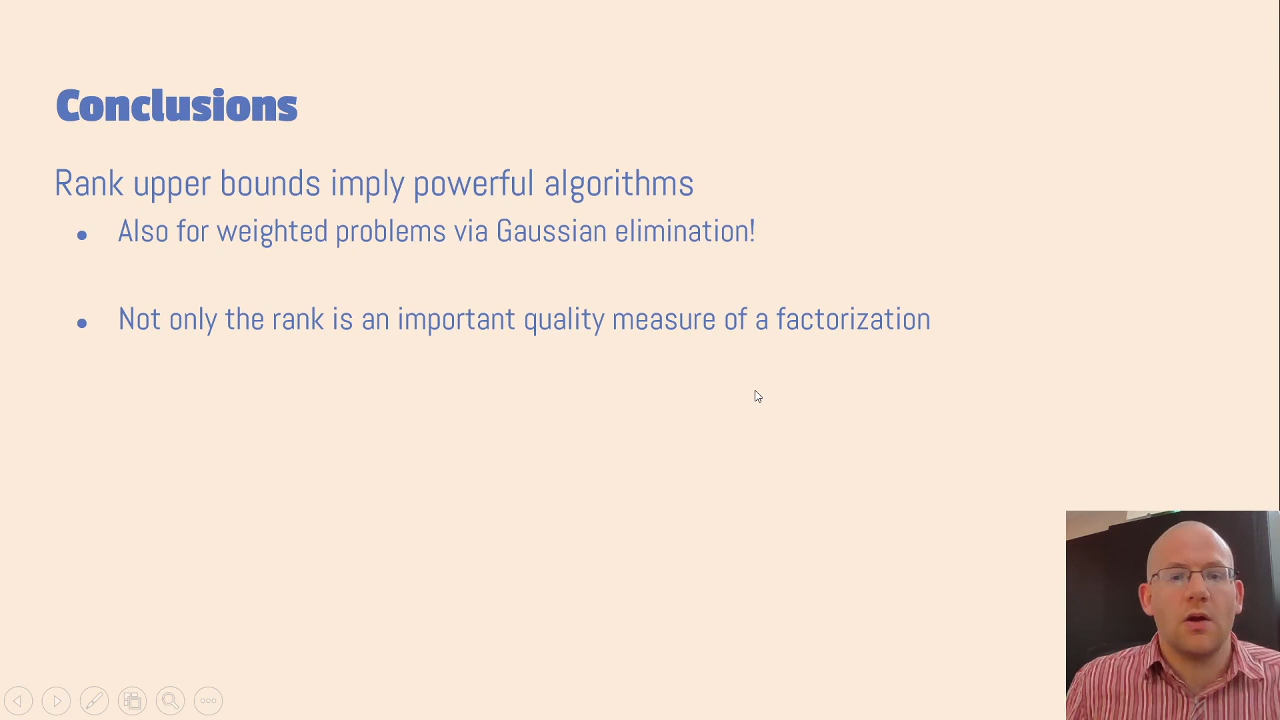 Conclusions
Rank upper bounds imply powerful algorithms
• Also for weighted problems via Gaussian elimination!
• Not only the rank is an important quality measure of a factorization